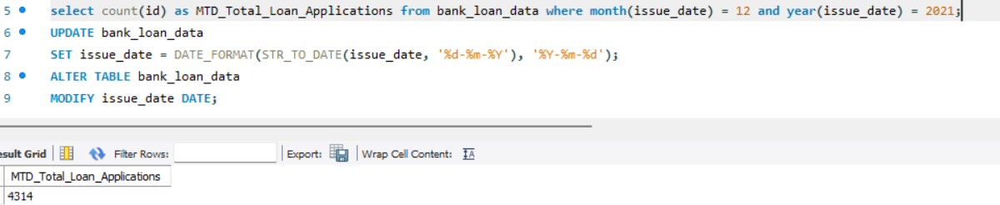 5 select count(id) as MTD_Total_Loan_Applications from bank_loan_data where month(issue_date) = 12 and year(issue_date) = 2021;
6 UPDATE bank_loan_data
7 SET issue_date = DATE_FORMAT(STR_TO_DATE(issue_date, '%d-%m-%Y'), '%Y-%m-%d');
8 ALTER TABLE bank_loan_data
9 MODIFY issue_date DATE;
esult Grid Filter Rows: Export: Wrap Cell Content: IA
MTD_Total_Loan_Applications
4314